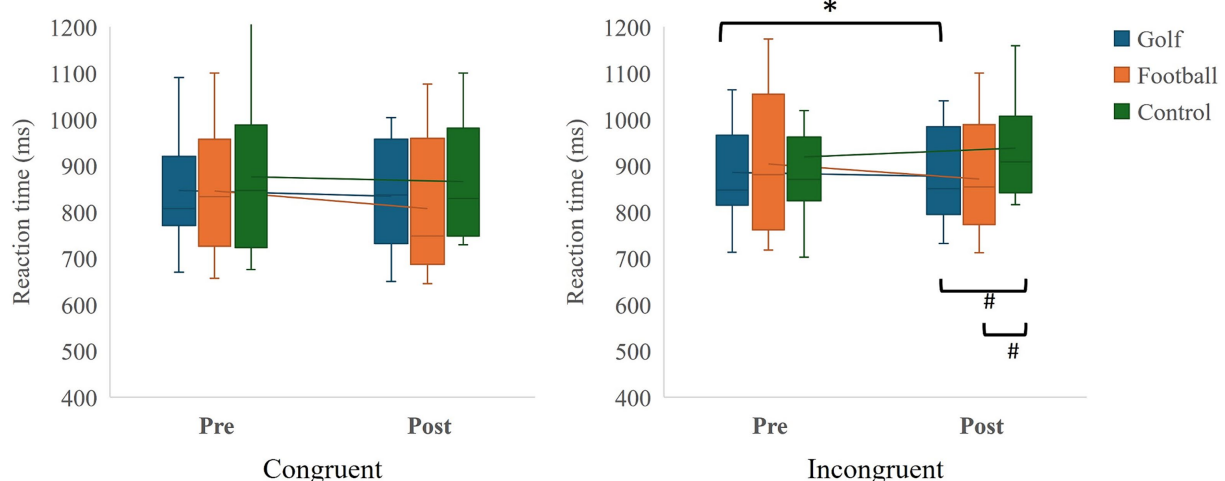 Reaction time (ms)
1200
1100
1000
900
800
700
600
500
400
Pre
Post
Congruent
Reaction time (ms)
1200
1100
1000
900
800
700
600
500
400
*
#
#
Pre
Post
Incongruent
Golf
Football
Control